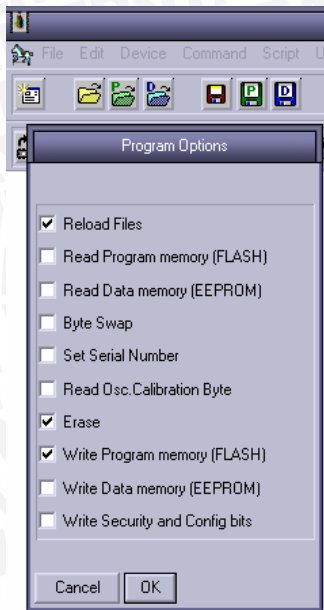 File Edit Device Command Script U
P D P D
Program Options
Reload Files
Read Program memory (FLASH)
Read Data memory (EEPROM)
Byte Swap
Set Serial Number
Read Osc.Calibration Byte
Erase
Write Program memory (FLASH)
Write Data memory (EEPROM)
Write Security and Config bits
Cancel OK